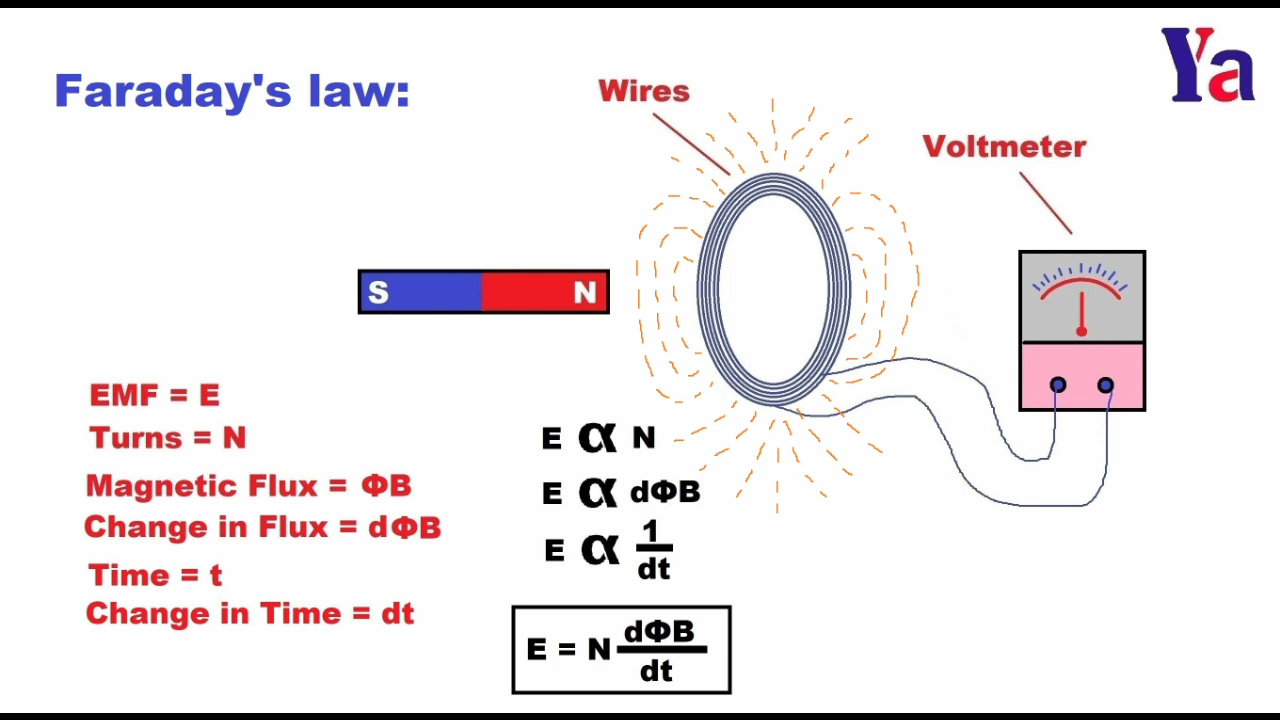 Ya
Faraday's law:
Wires
Voltmeter
S N
EMF = E
Turns = N
Magnetic Flux = ΦB
Change in Flux = dΦB
Time = t
Change in Time = dt
E α N
E α dΦB
E α 1
dt
E = N dΦB
dt